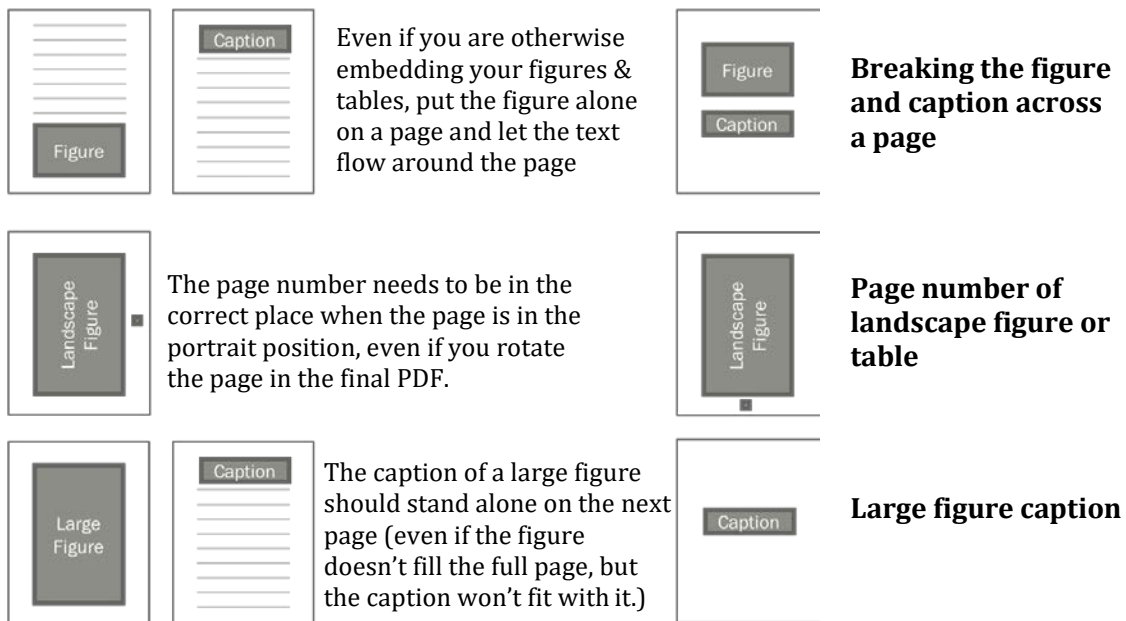 Figure
Caption
Even if you are otherwise
embedding your figures &
tables, put the figure alone
on a page and let the text
flow around the page
Figure
Caption
Breaking the figure
and caption across
a page
Landscape
Figure
The page number needs to be in the
correct place when the page is in the
portrait position, even if you rotate
the page in the final PDF.
Landscape
Figure
Page number of
landscape figure or
table
Large
Figure
Caption
The caption of a large figure
should stand alone on the next
page (even if the figure
doesn’t fill the full page, but
the caption won’t fit with it.)
Caption
Large figure caption